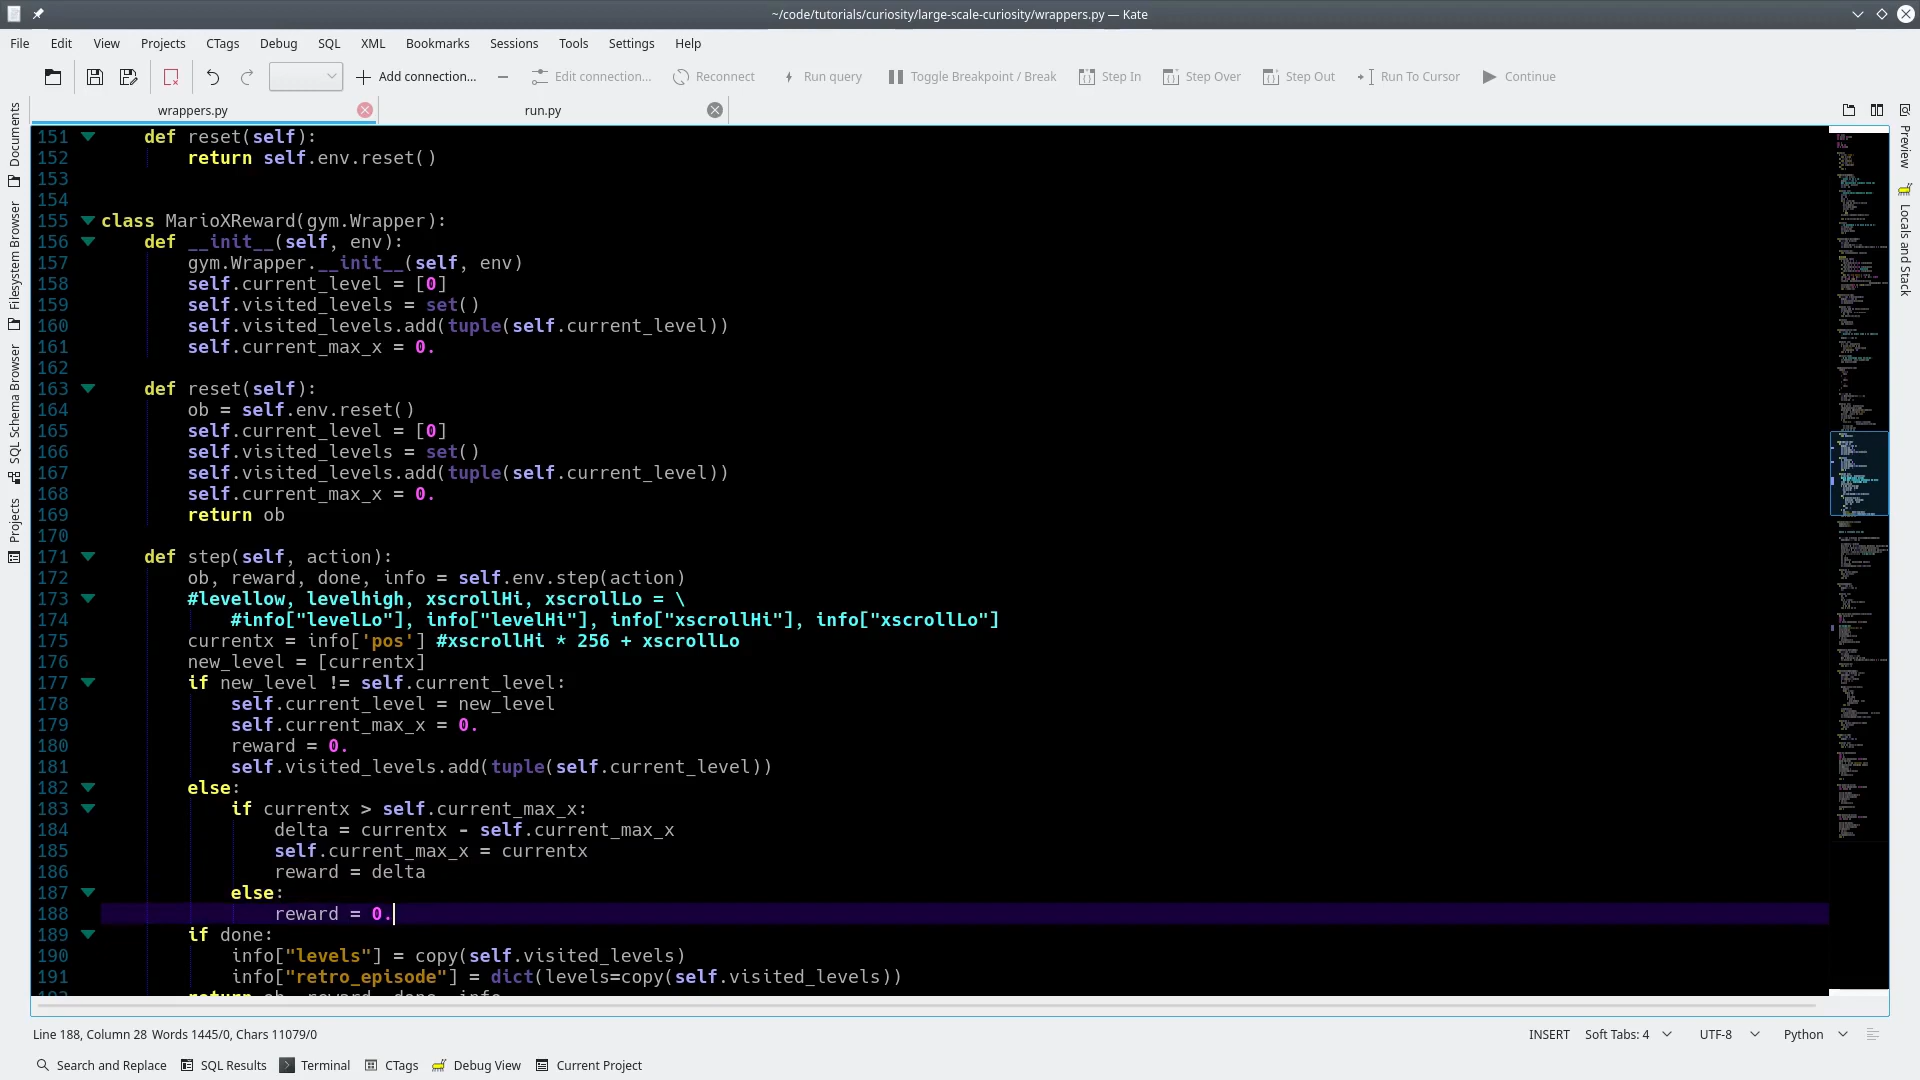 ~/code/tutorials/curiosity/large-scale-curiosity/wrappers.py — Kate
File Edit View Projects CTags Debug SQL XML Bookmarks Sessions Tools Settings Help
Add connection... Edit connection... Reconnect Run query Toggle Breakpoint / Break Step In Step Over Step Out Run To Cursor Continue
wrappers.py run.py
Documents
Filesystem Browser
SQL Schema Browser
Projects
151     def reset(self):
152         return self.env.reset()
153
154
155 class MarioXReward(gym.Wrapper):
156     def __init__(self, env):
157         gym.Wrapper.__init__(self, env)
158         self.current_level = [0]
159         self.visited_levels = set()
160         self.visited_levels.add(tuple(self.current_level))
161         self.current_max_x = 0.
162
163     def reset(self):
164         ob = self.env.reset()
165         self.current_level = [0]
166         self.visited_levels = set()
167         self.visited_levels.add(tuple(self.current_level))
168         self.current_max_x = 0.
169         return ob
170
171     def step(self, action):
172         ob, reward, done, info = self.env.step(action)
173         #levellow, levelhigh, xscrollHi, xscrollLo = \
174             #info["levelLo"], info["levelHi"], info["xscrollHi"], info["xscrollLo"]
175         currentx = info['pos'] #xscrollHi * 256 + xscrollLo
176         new_level = [currentx]
177         if new_level != self.current_level:
178             self.current_level = new_level
179             self.current_max_x = 0.
180             reward = 0.
181             self.visited_levels.add(tuple(self.current_level))
182         else:
183             if currentx > self.current_max_x:
184                 delta = currentx - self.current_max_x
185                 self.current_max_x = currentx
186                 reward = delta
187             else:
188                 reward = 0.
189         if done:
190             info["levels"] = copy(self.visited_levels)
191             info["retro_episode"] = dict(levels=copy(self.visited_levels))
192         return ob, reward, done, info
Preview
Locals and Stack
Line 188, Column 28 Words 1445/0, Chars 11079/0 INSERT Soft Tabs: 4 UTF-8 Python
Search and Replace SQL Results Terminal CTags Debug View Current Project